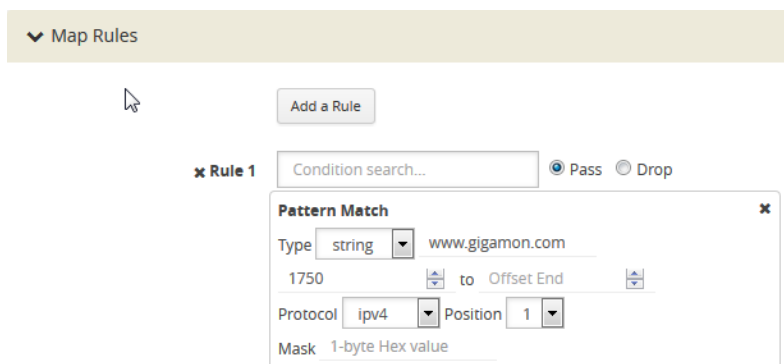 Map Rules
Add a Rule
x Rule 1 Condition search... Pass Drop
Pattern Match x
Type string www.gigamon.com
1750 to Offset End
Protocol ipv4 Position 1
Mask 1-byte Hex value